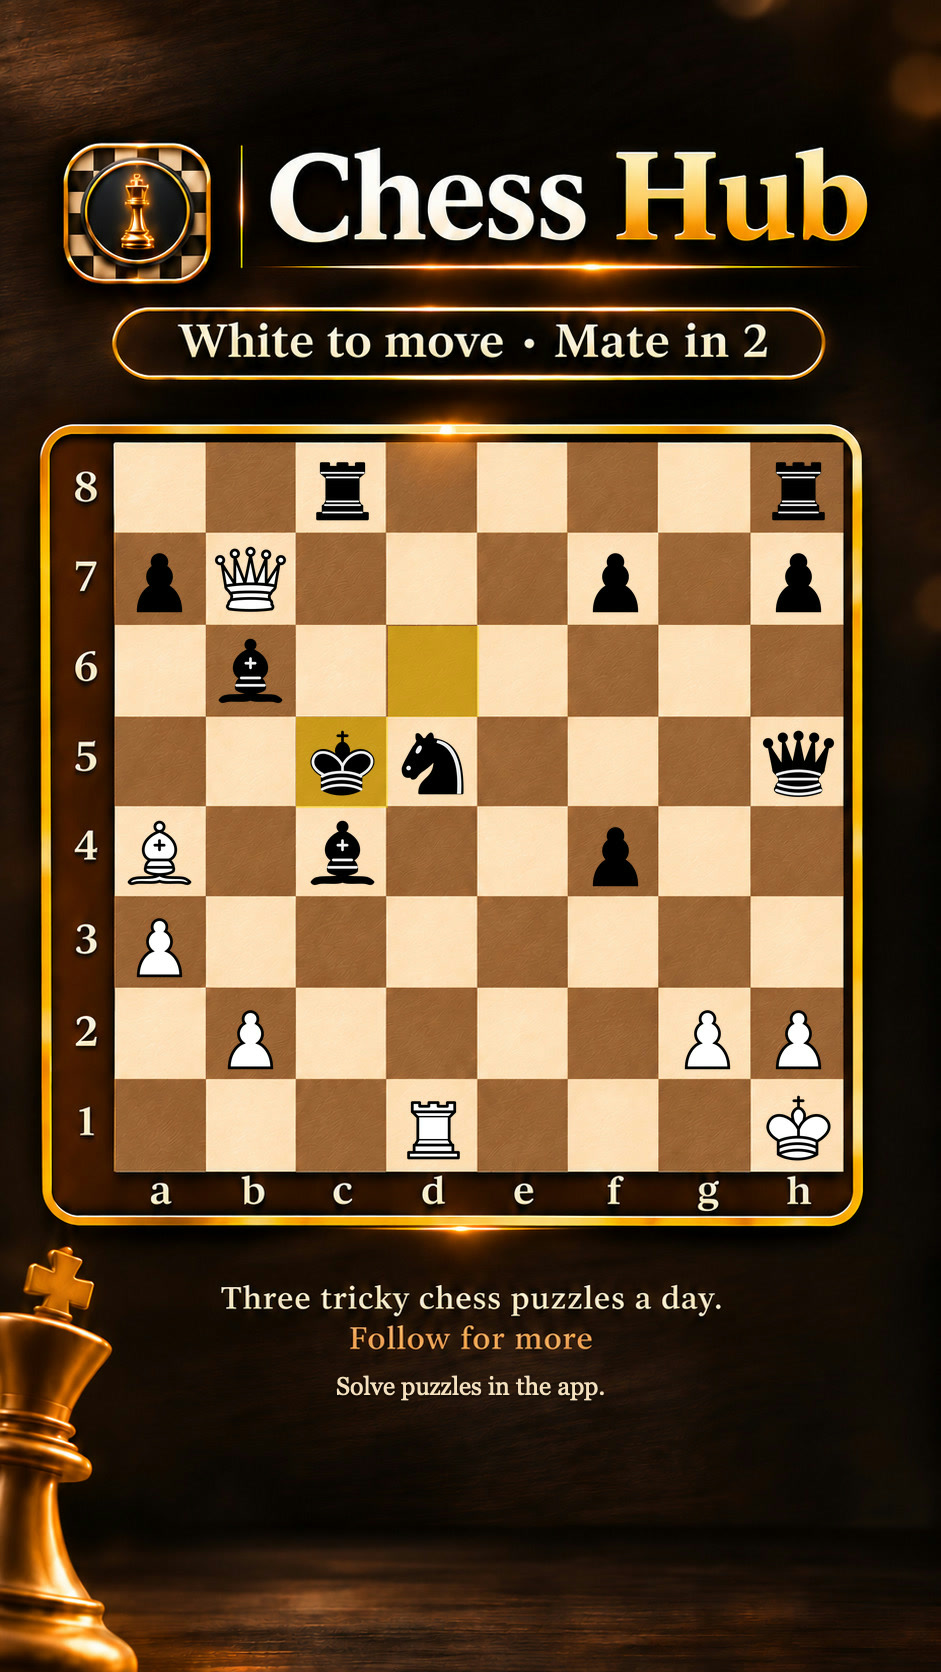 Chess Hub
White to move • Mate in 2
8
7
6
5
4
3
2
1
a b c d e f g h
Three tricky chess puzzles a day.
Follow for more
Solve puzzles in the app.